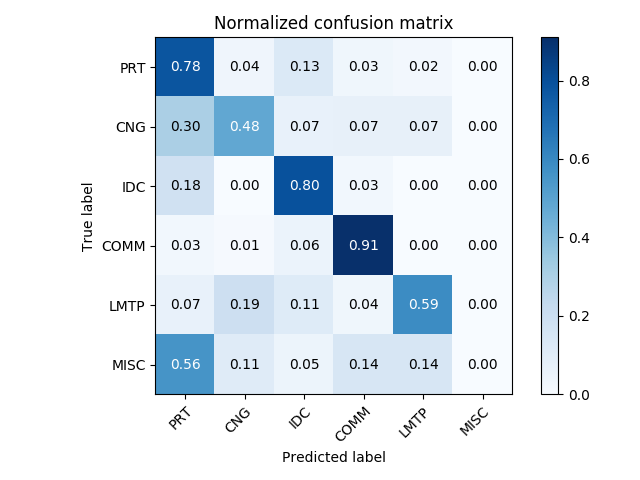 Normalized confusion matrix
True label
PRT 0.78 0.04 0.13 0.03 0.02 0.00
CNG 0.30 0.48 0.07 0.07 0.07 0.00
IDC 0.18 0.00 0.80 0.03 0.00 0.00
COMM 0.03 0.01 0.06 0.91 0.00 0.00
LMTP 0.07 0.19 0.11 0.04 0.59 0.00
MISC 0.56 0.11 0.05 0.14 0.14 0.00
PRT CNG IDC COMM LMTP MISC
Predicted label
0.8
0.6
0.4
0.2
0.0